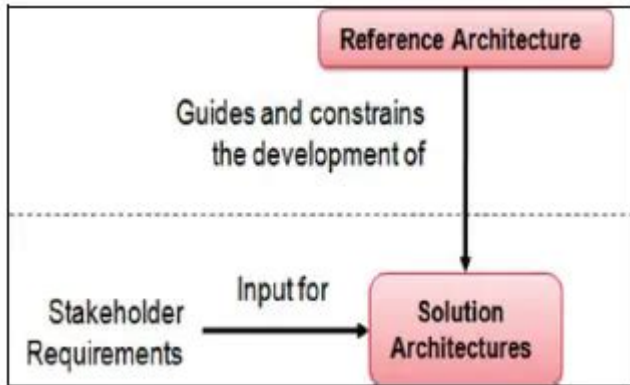 Reference Architecture
Guides and constrains
the development of
Input for
Stakeholder
Requirements
Solution
Architectures